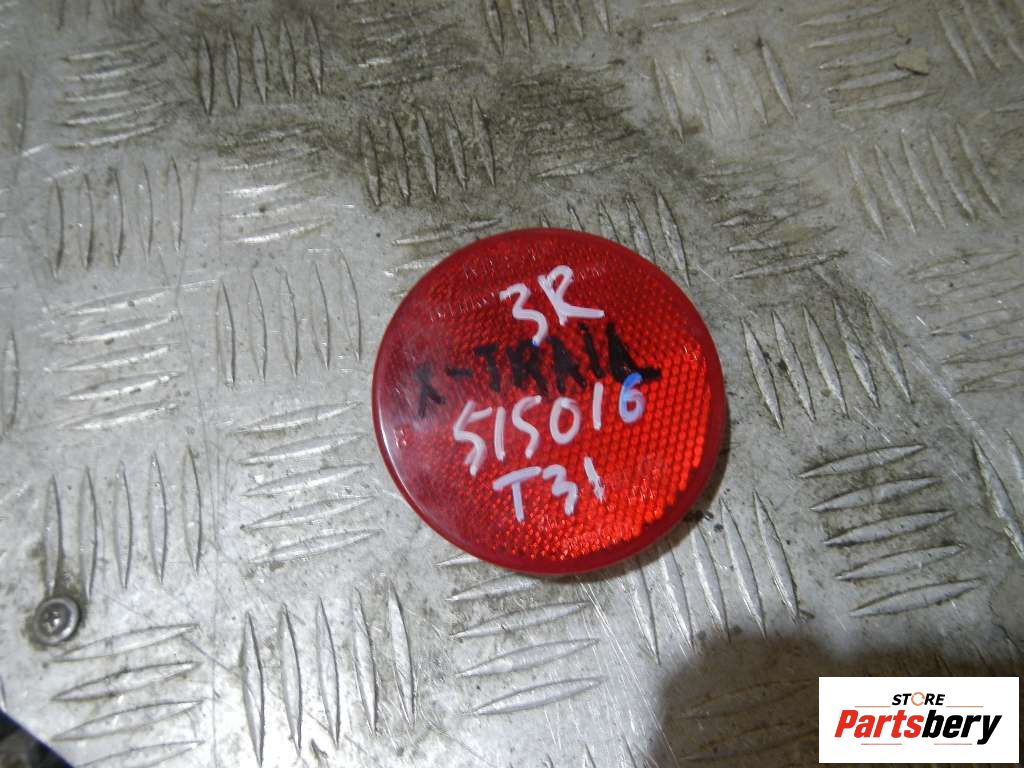 3R
X-TRAIL
515016
T31
STORE
Partsbery